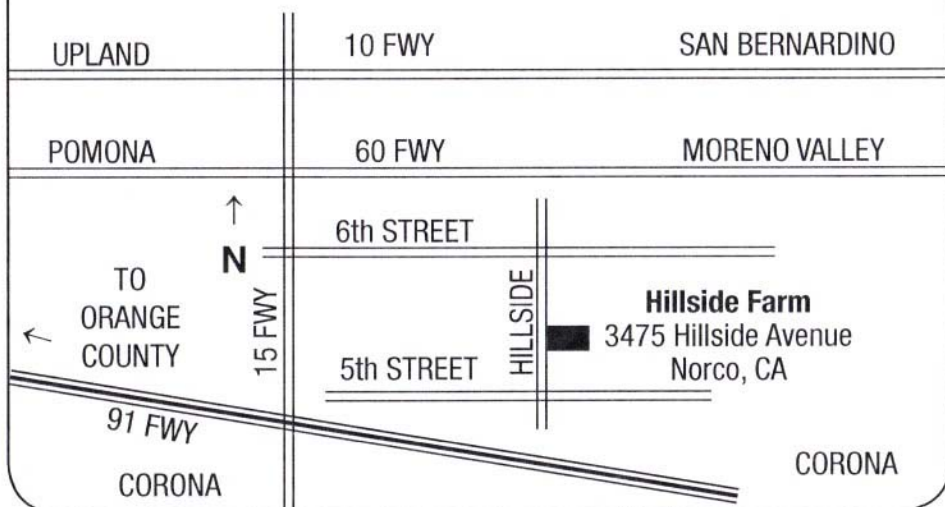 UPLAND
10 FWY
SAN BERNARDINO
POMONA
60 FWY
MORENO VALLEY
↑
N
6th STREET
TO
ORANGE
COUNTY
←
15 FWY
HILLSIDE
Hillside Farm
3475 Hillside Avenue
Norco, CA
5th STREET
91 FWY
CORONA
CORONA